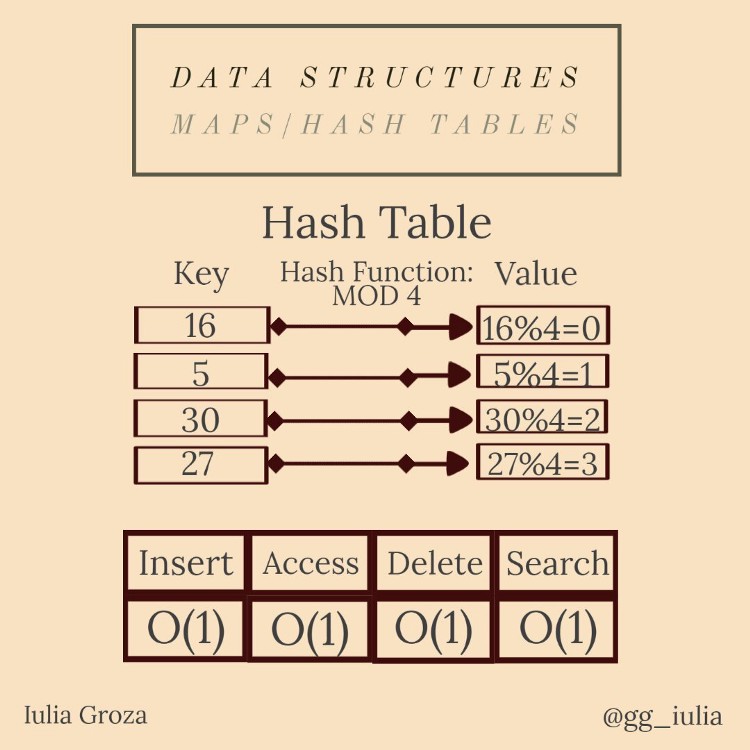 DATA STRUCTURES
MAPS/HASH TABLES
Hash Table
Key Hash Function: Value
MOD 4
16 16%4=0
5 5%4=1
30 30%4=2
27 27%4=3
Insert Access Delete Search
O(1) O(1) O(1) O(1)
Iulia Groza @gg_iulia